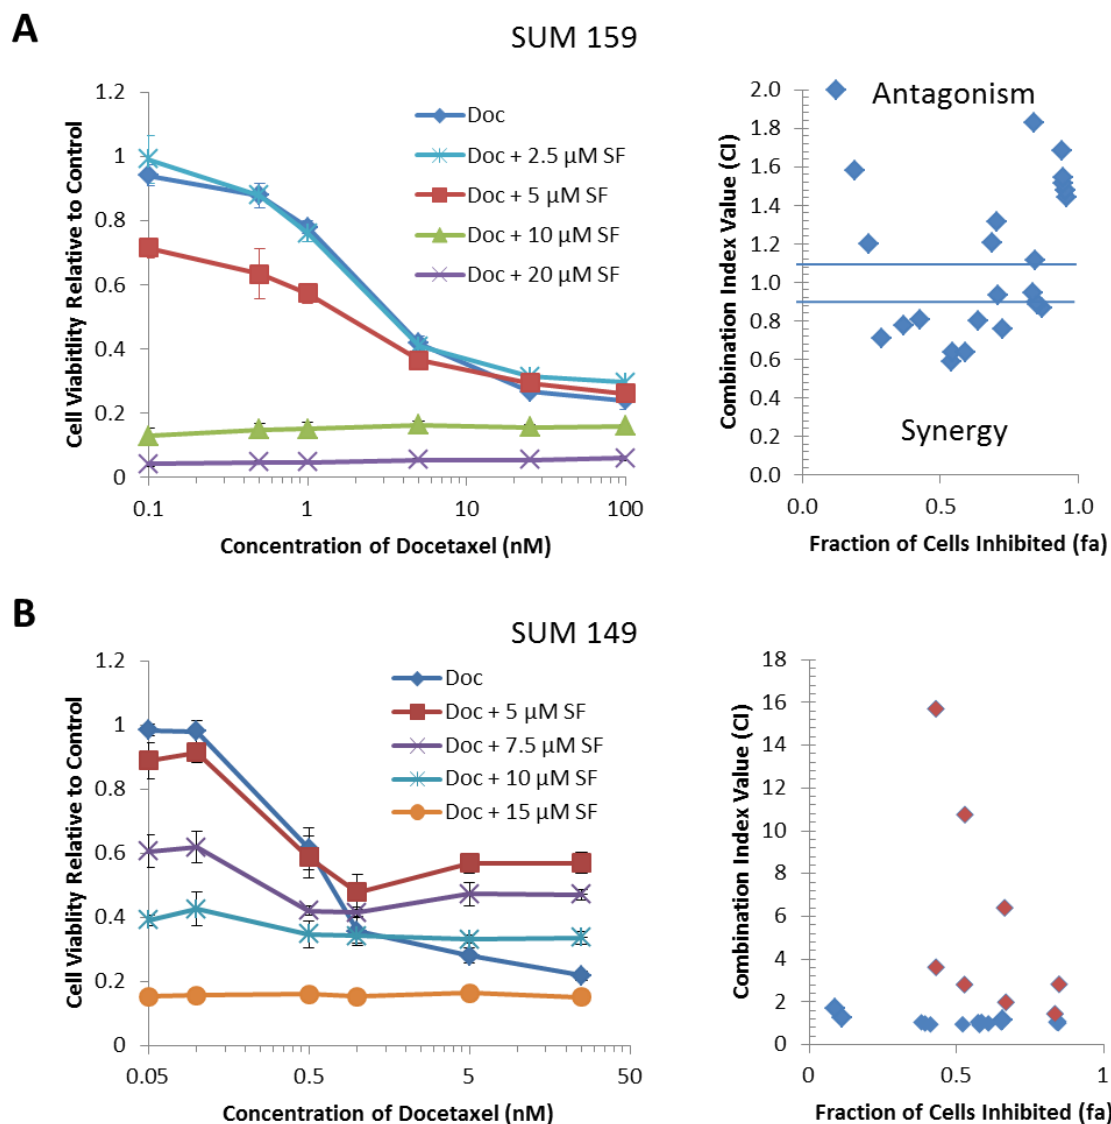 A
SUM 159
Cell Viabitlity Relative to Control
1.2
1
0.8
0.6
0.4
0.2
0
0.1
1
10
100
Concentration of Docetaxel (nM)
Doc
Doc + 2.5 µM SF
Doc + 5 µM SF
Doc + 10 µM SF
Doc + 20 µM SF
Combination Index Value (CI)
2.0
1.8
1.6
1.4
1.2
1.0
0.8
0.6
0.4
0.2
0.0
Antagonism
Synergy
0.0
0.5
1.0
Fraction of Cells Inhibited (fa)
B
SUM 149
Cell Viablity Relative to Control
1.2
1
0.8
0.6
0.4
0.2
0
0.05
0.5
5
50
Concentration of Docetaxel (nM)
Doc
Doc + 5 µM SF
Doc + 7.5 µM SF
Doc + 10 µM SF
Doc + 15 µM SF
Combination Index Value (CI)
18
16
14
12
10
8
6
4
2
0
0
0.5
1
Fraction of Cells Inhibited (fa)